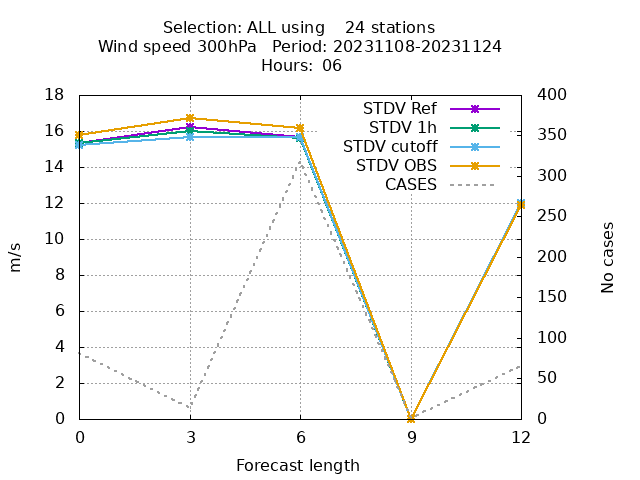 Selection: ALL using    24 stations
Wind speed 300hPa   Period: 20231108-20231124
Hours: 06
18
16
14
12
10
8
6
4
2
0
400
350
300
250
200
150
100
50
0
STDV Ref
STDV 1h
STDV cutoff
STDV OBS
CASES
m/s
No cases
0 3 6 9 12
Forecast length